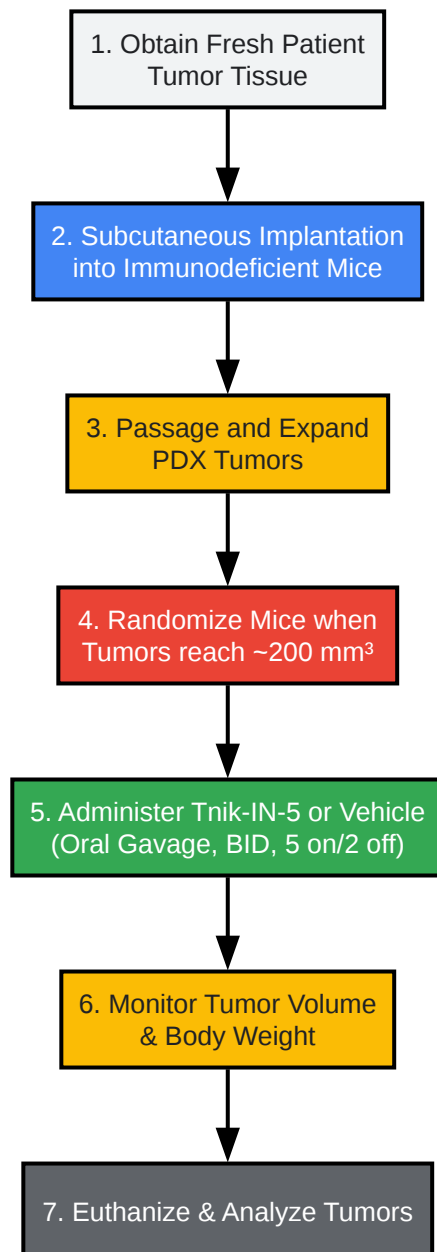 1. Obtain Fresh Patient
Tumor Tissue
2. Subcutaneous Implantation
into Immunodeficient Mice
3. Passage and Expand
PDX Tumors
4. Randomize Mice when
Tumors reach ~200 mm³
5. Administer Tnik-IN-5 or Vehicle
(Oral Gavage, BID, 5 on/2 off)
6. Monitor Tumor Volume
& Body Weight
7. Euthanize & Analyze Tumors